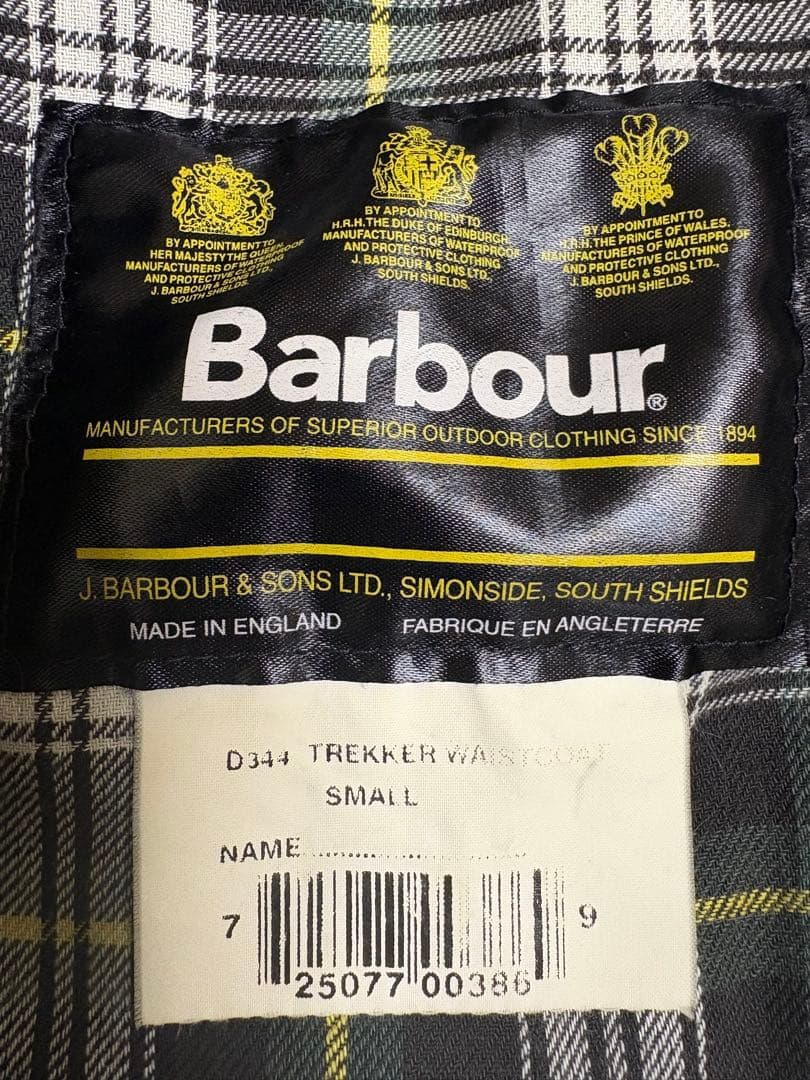 BY APPOINTMENT TO
HER MAJESTY THE QUEEN
MANUFACTURERS OF WATERPROOF
AND PROTECTIVE CLOTHING
J. BARBOUR & SONS LTD.
SOUTH SHIELDS.
BY APPOINTMENT TO
H.R.H. THE DUKE OF EDINBURGH
MANUFACTURERS OF WATERPROOF
AND PROTECTIVE CLOTHING
J. BARBOUR & SONS LTD.
SOUTH SHIELDS.
BY APPOINTMENT TO
H.R.H. THE PRINCE OF WALES.
MANUFACTURERS OF WATERPROOF
AND PROTECTIVE CLOTHING
J. BARBOUR & SONS LTD.,
SOUTH SHIELDS.
Barbour®
MANUFACTURERS OF SUPERIOR OUTDOOR CLOTHING SINCE 1894
J. BARBOUR & SONS LTD., SIMONSIDE, SOUTH SHIELDS
MADE IN ENGLAND FABRIQUE EN ANGLETERRE
D344 TREKKER WAISTCOAT
SMALL
NAME....................
7 25077 00386 9